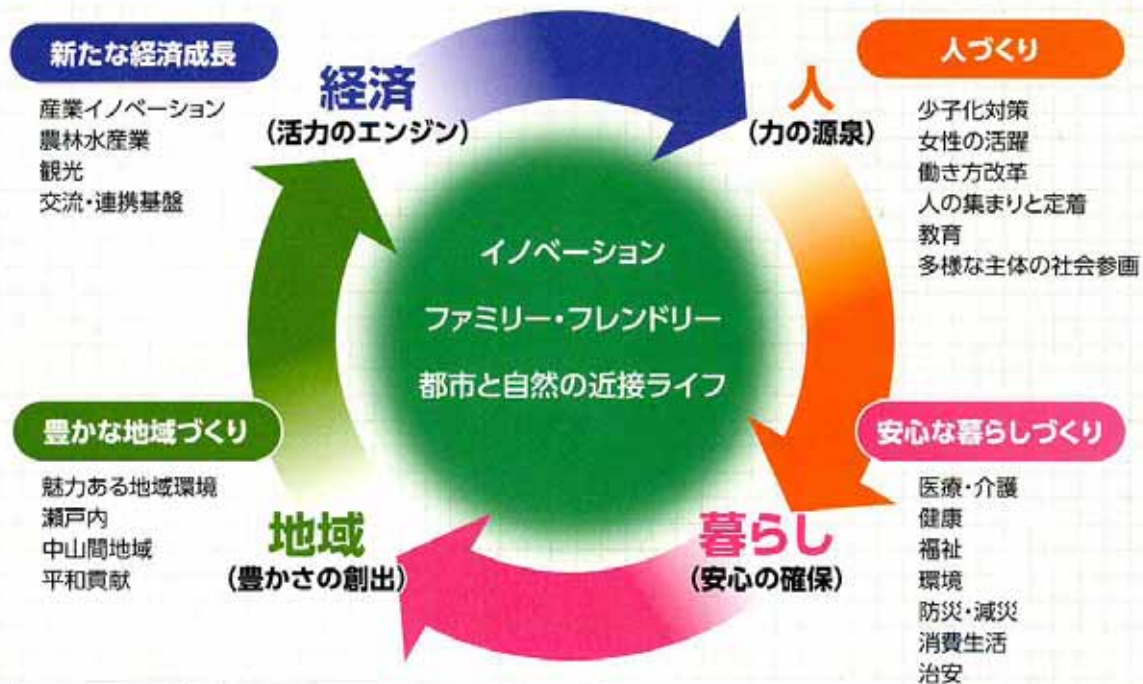 新たな経済成長
産業イノベーション
農林水産業
観光
交流・連携基盤
経済
(活力のエンジン)
人
(力の源泉)
人づくり
少子化対策
女性の活躍
働き方改革
人の集まりと定着
教育
多様な主体の社会参画
イノベーション
ファミリー・フレンドリー
都市と自然の近接ライフ
豊かな地域づくり
魅力ある地域環境
瀬戸内
中山間地域
平和貢献
地域
(豊かさの創出)
暮らし
(安心の確保)
安心な暮らしづくり
医療・介護
健康
福祉
環境
防災・減災
消費生活
治安